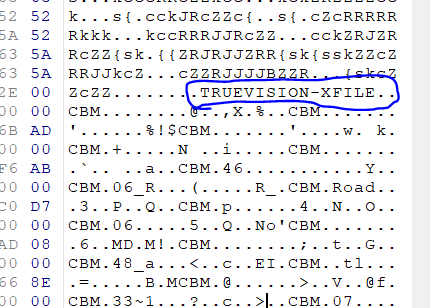 52 k...s{.cckJRcZZc{..s{.cZcRRRRR
52 52 Rkkk...kccRRRJJRcZZ...cckZRJZR
63 5A RcZZ{sk.{{ZRJRJJZRR{sk{sskZZcZ
5A RRJJkcZ...cZZRJJJJBZZR...{skcZ
2E 00 ZcZZ.........TRUEVISION-XFILE..
00 00 CBM.......@..,X.%...CBM.......
6B AD '......%!$CBM.......'....w..k.
00 00 CBM.+.....N...i.....CBM.......
F6 AB .`......a..CBM.46..........Y..
00 00 CBM.06_R...(.....R_.CBM.Road..
C0 D7 .3..P..Q..CBM.p.....4..N..O..
00 00 CBM.06......5..Q..No'CBM......
AD 08 .6..MD.M!.CBM.......;..t..G..
00 00 CBM.48_a...<..c..EI.CBM..tl...
66 8E .=.....B.MCBM.@......>..V..@f.
00 00 CBM.33~1...?..c..>..CBM.07....